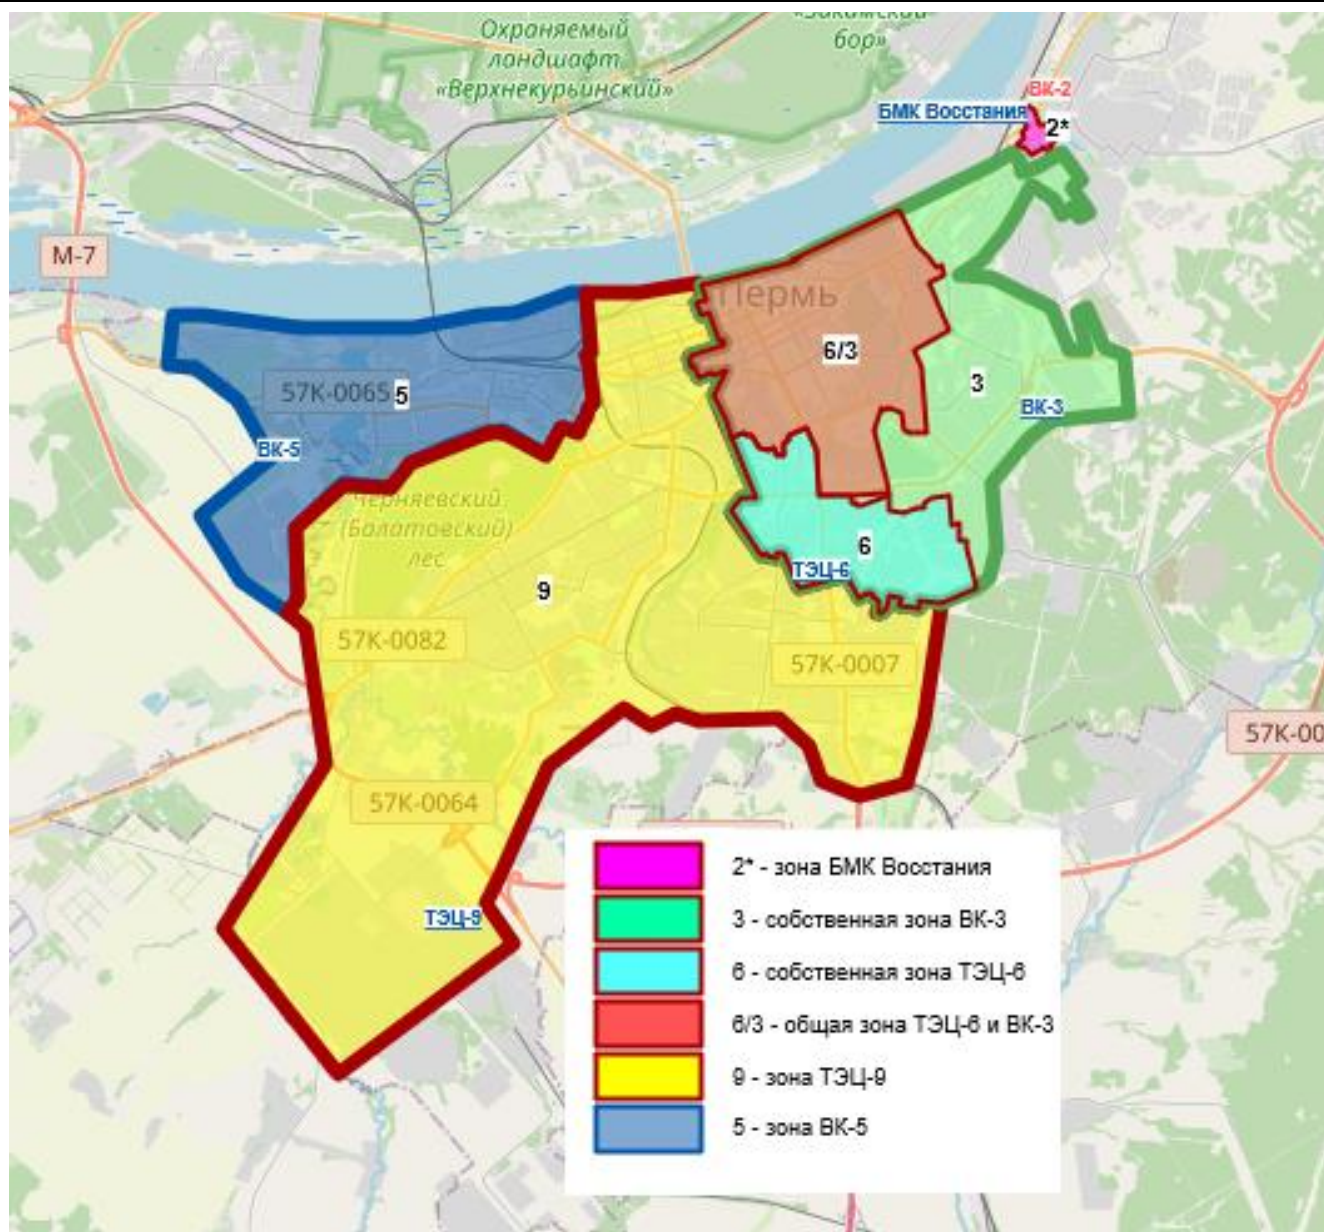 Охраняемый
ландшафт
«Верхнекурьинский»
«Закамский
бор»
ВК-2
БМК Восстания
2*
М-7
Пермь
6/3
3
57К-0065
5
ВК-3
ВК-5
Черняевский
(Балатовский)
лес
6
ТЭЦ-6
9
57К-0082
57К-0007
57К-00
57К-0064
ТЭЦ-9
2* - зона БМК Восстания
3 - собственная зона ВК-3
6 - собственная зона ТЭЦ-6
6/3 - общая зона ТЭЦ-6 и ВК-3
9 - зона ТЭЦ-9
5 - зона ВК-5